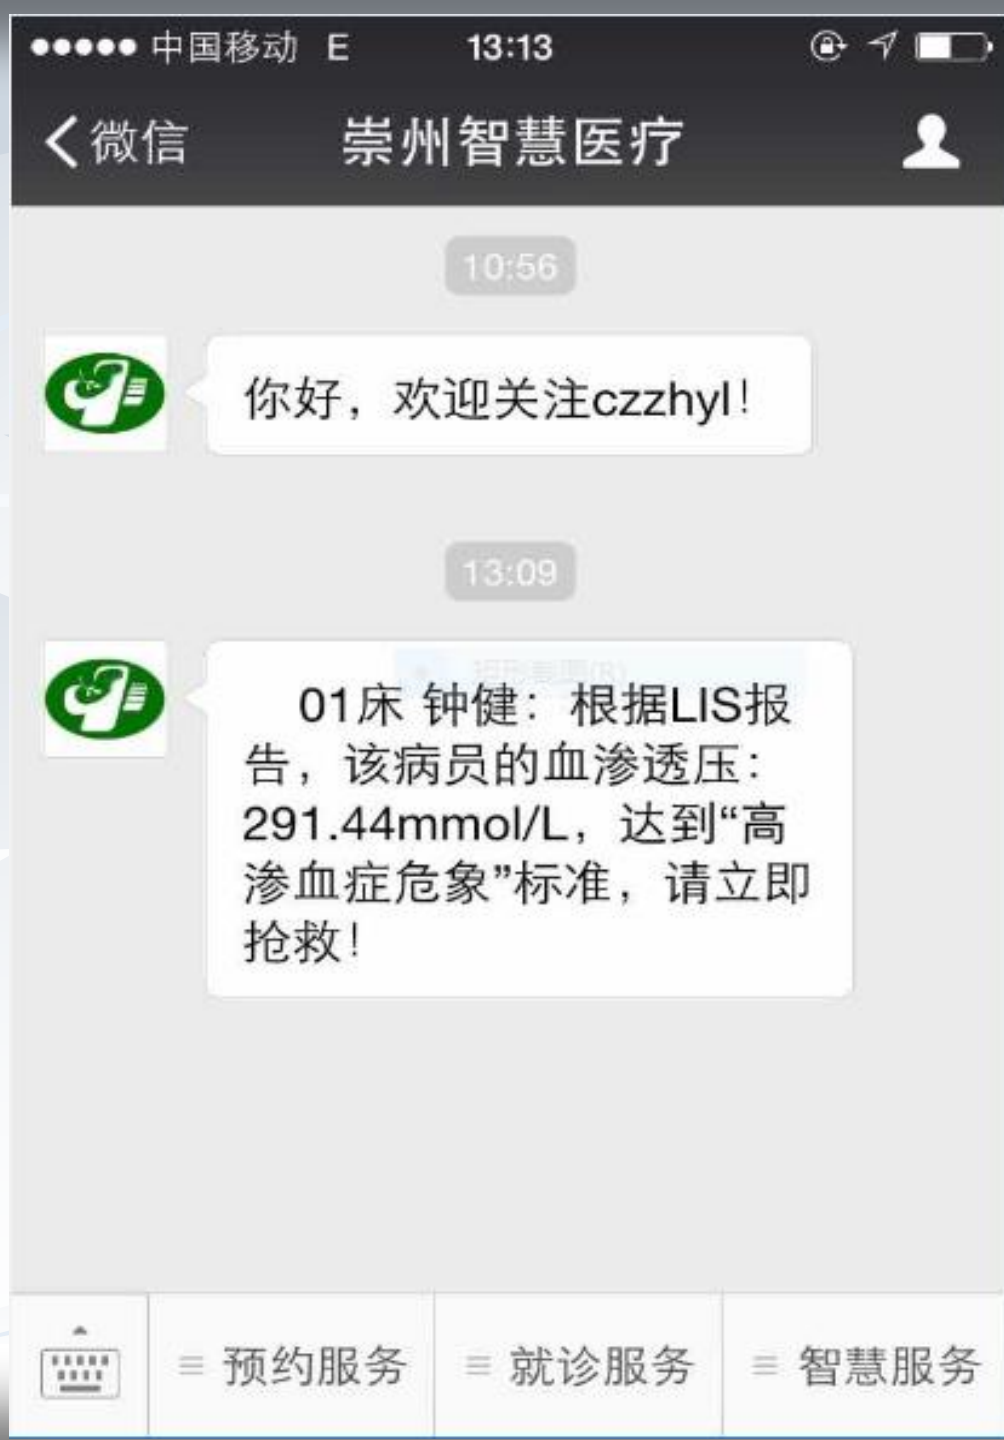 中国移动 E 13:13
微信 崇州智慧医疗
10:56
你好，欢迎关注czzhyl！
13:09
矩形截图(R)
01床 钟健：根据LIS报
告，该病员的血渗透压：
291.44mmol/L，达到“高
渗血症危象”标准，请立即
抢救！
预约服务 就诊服务 智慧服务